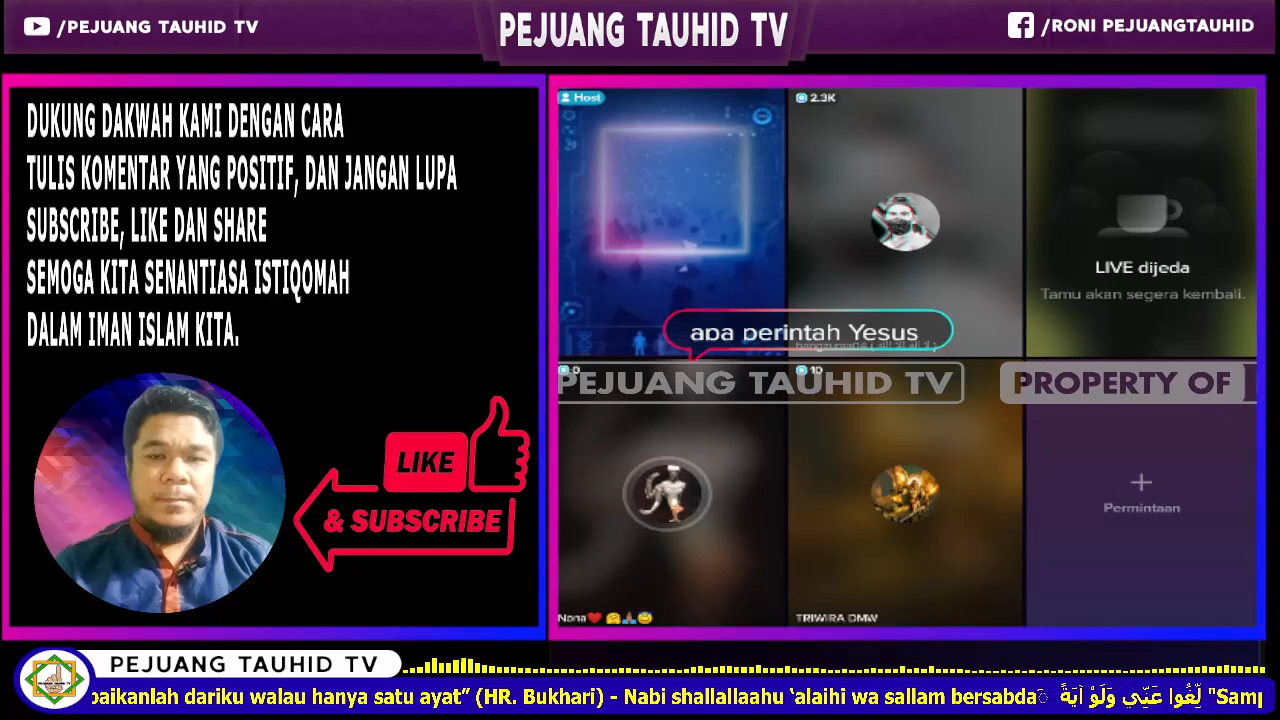 /PEJUANG TAUHID TV
PEJUANG TAUHID TV
/RONI PEJUANGTAUHID
DUKUNG DAKWAH KAMI DENGAN CARA
TULIS KOMENTAR YANG POSITIF, DAN JANGAN LUPA
SUBSCRIBE, LIKE DAN SHARE
SEMOGA KITA SENANTIASA ISTIQOMAH
DALAM IMAN ISLAM KITA.
LIKE
& SUBSCRIBE
Host
2.3K
LIVE dijeda
Tamu akan segera kembali.
apa perintah Yesus
0
10
PEJUANG TAUHID TV
PROPERTY OF
Permintaan
Nona❤️ 🤗🙏😇
TRIWIRA DMW
PEJUANG TAUHID TV
baikanlah dariku walau hanya satu ayat” (HR. Bukhari) - Nabi shallallaahu ‘alaihi wa sallam bersabda لِّغُوا عَنِّي وَلَوْ آيَةً "Samp